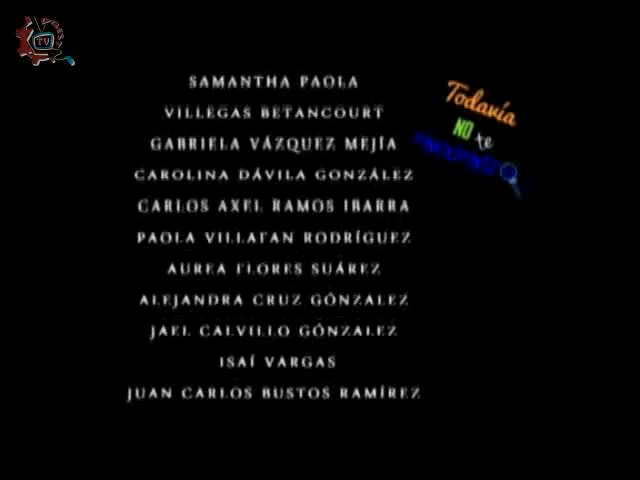 TV
SAMANTHA PAOLA
VILLEGAS BETANCOURT
GABRIELA VÁZQUEZ MEJÍA
CAROLINA DÁVILA GONZÁLEZ
CARLOS AXEL RAMOS IBARRA
PAOLA VILLAFAN RODRÍGUEZ
AUREA FLORES SUÁREZ
ALEJANDRA CRUZ GÓNZALEZ
JAEL CALVILLO GÓNZALEZ
ISAÍ VARGAS
JUAN CARLOS BUSTOS RAMÍREZ
Todavía
NO te